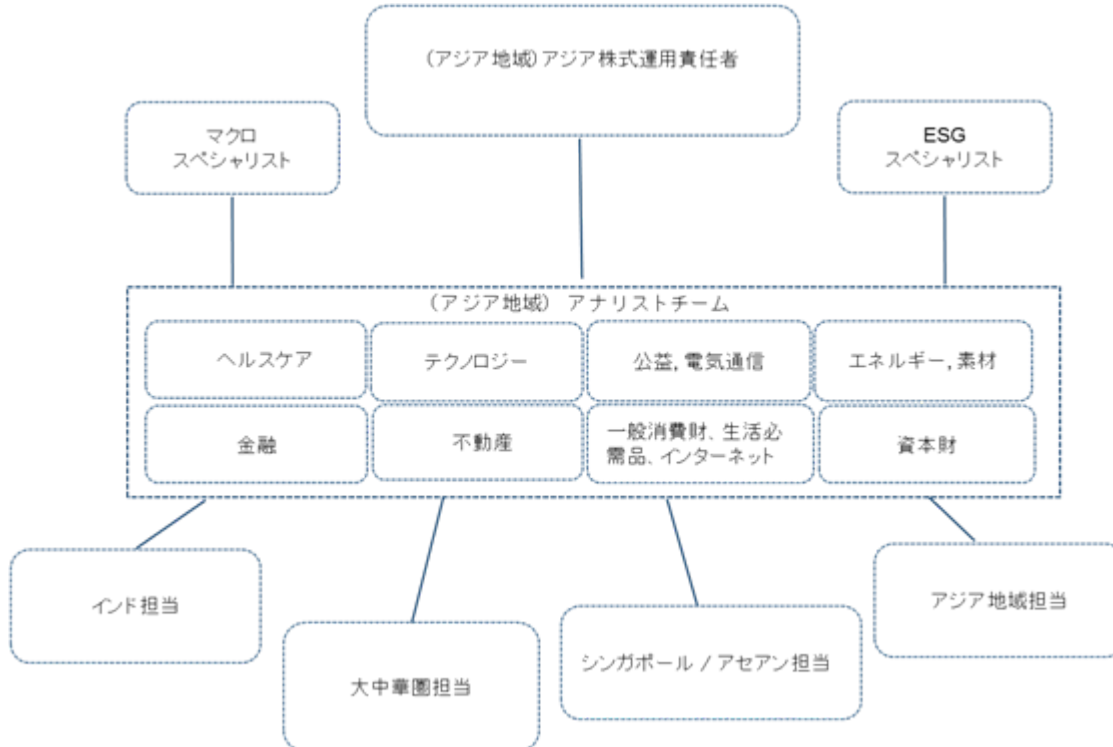 (アジア地域)アジア株式運用責任者
マクロ
スペシャリスト
ESG
スペシャリスト
(アジア地域) アナリストチーム
ヘルスケア
テクノロジー
公益,電気通信
エネルギー,素材
金融
不動産
一般消費財、生活必
需品、インターネット
資本財
インド担当
大中華圏担当
シンガポール / アセアン担当
アジア地域担当